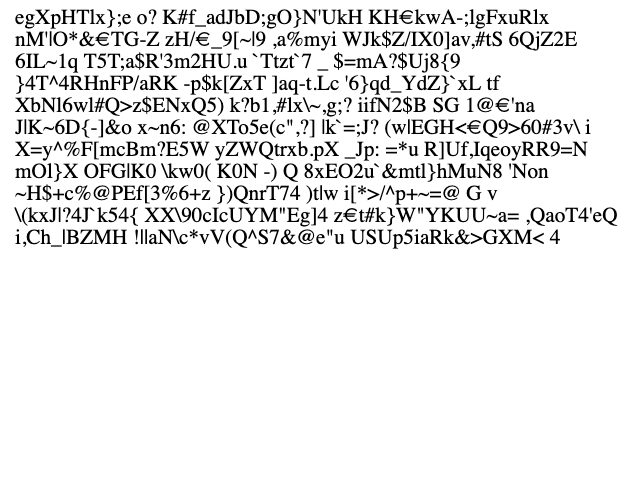 egXpHTlx};e o? K#f_adJbD;gO}N'UkH KH€kwA-;lgFxuRlx
nM'|O*&€TG-Z zH/€_9[~|9 ,a%myi WJk$Z/IX0]av,#tS 6QjZ2E
6IL~1q T5T;a$R'3m2HU.u `Ttzt`7 _ $=mA?$Uj8{9
}4T^4RHnFP/aRK -p$k[ZxT ]aq-t.Lc '6}qd_YdZ}`xL tf
XbNl6wl#Q>z$ENxQ5) k?b1,#lx\~,g;? iifN2$B SG 1@€'na
J|K~6D{-]&o x~n6: @XTo5e(c",?] |k`=;J? (w|EGH<€Q9>60#3v\ i
X=y^%F[mcBm?E5W yZWQtrxb.pX _Jp: =*u R]Uf,IqeoyRR9=N
mOl}X OFG|K0 \kw0( K0N -) Q 8xEO2u`&mtl}hMuN8 'Non
~H$+c%@PEf[3%6+z })QnrT74 )t|w i[*>/^p+~=@ G v
\(kxJ|?4J`k54{ XX\90cIcUYM"Eg]4 z€t#k}W"YKUU~a= ,QaoT4'eQ
i,Ch_|BZMH !||aN\c*vV(Q^S7&@e"u USUp5iaRk&>GXM< 4